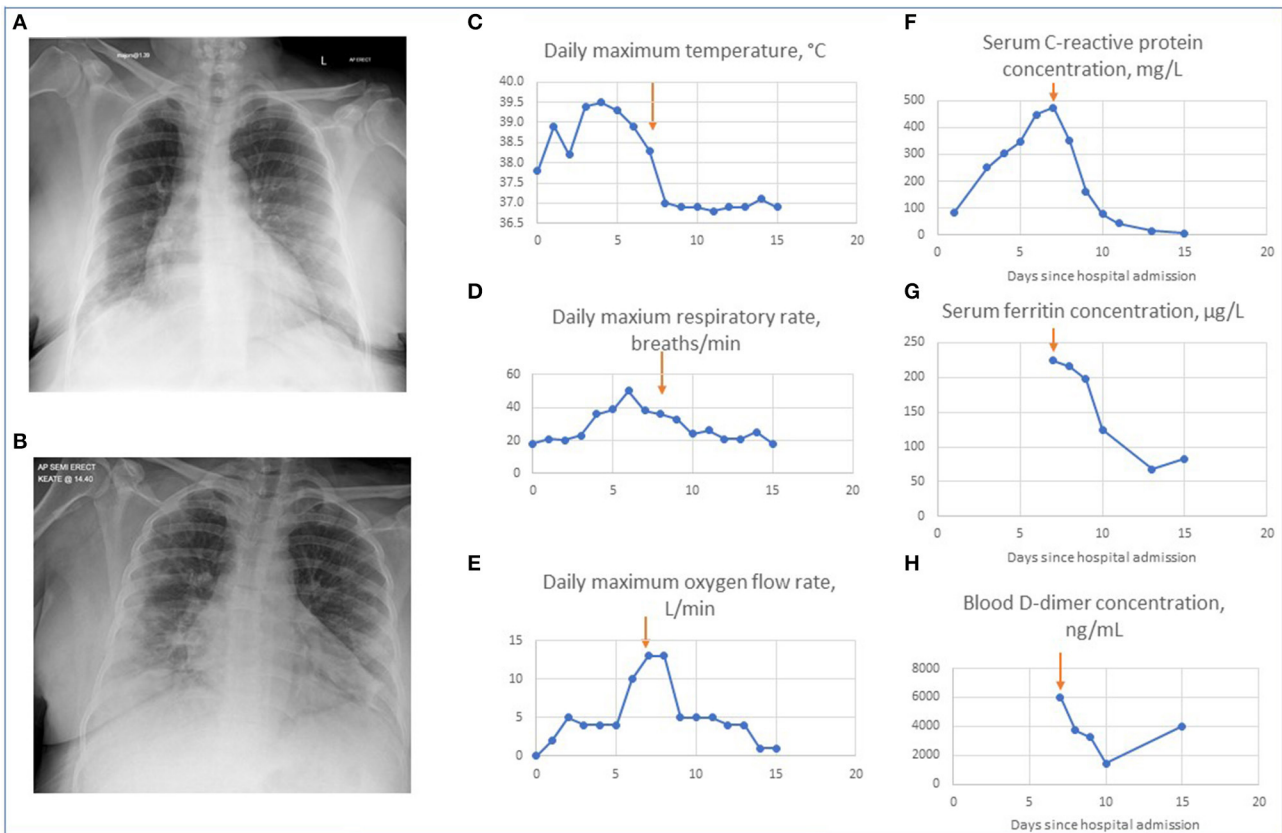 A
majors@1.39
L
AP ERECT
B
AP SEMI ERECT
KEATE @ 14.40
C
Daily maximum temperature, °C
40.0
39.5
39.0
38.5
38.0
37.5
37.0
36.5
0
5
10
15
20
D
Daily maxium respiratory rate,
breaths/min
60
40
20
0
0
5
10
15
20
E
Daily maximum oxygen flow rate,
L/min
15
10
5
0
0
5
10
15
20
F
Serum C-reactive protein
concentration, mg/L
500
400
300
200
100
0
0
5
10
15
20
Days since hospital admission
G
Serum ferritin concentration, µg/L
250
200
150
100
50
0
0
5
10
15
20
Days since hospital admission
H
Blood D-dimer concentration,
ng/mL
8000
6000
4000
2000
0
0
5
10
15
20
Days since hospital admission